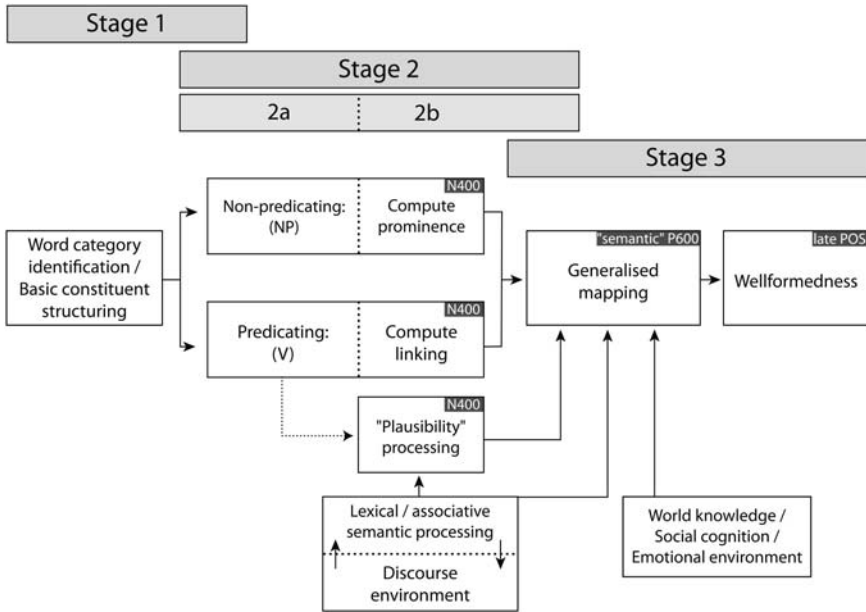 Stage 1
Stage 2
2a
2b
Stage 3
Non-predicating:
(NP)
N400
Compute
prominence
Word category
identification /
Basic constituent
structuring
"semantic" P600
Generalised
mapping
late POS
Wellformedness
Predicating:
(V)
N400
Compute
linking
N400
"Plausibility"
processing
Lexical / associative
semantic processing
Discourse
environment
World knowledge /
Social cognition /
Emotional environment